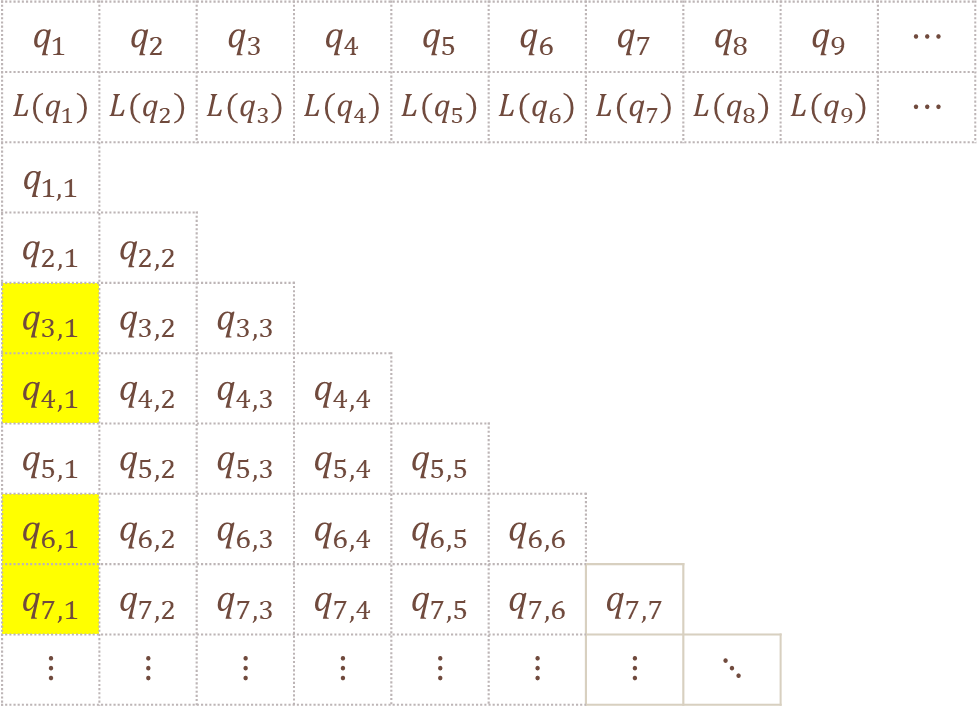 q₁ q₂ q₃ q₄ q₅ q₆ q₇ q₈ q₉ ⋯
L(q₁) L(q₂) L(q₃) L(q₄) L(q₅) L(q₆) L(q₇) L(q₈) L(q₉) ⋯
q₁,₁
q₂,₁ q₂,₂
q₃,₁ q₃,₂ q₃,₃
q₄,₁ q₄,₂ q₄,₃ q₄,₄
q₅,₁ q₅,₂ q₅,₃ q₅,₄ q₅,₅
q₆,₁ q₆,₂ q₆,₃ q₆,₄ q₆,₅ q₆,₆
q₇,₁ q₇,₂ q₇,₃ q₇,₄ q₇,₅ q₇,₆ q₇,₇
⋮ ⋮ ⋮ ⋮ ⋮ ⋮ ⋮ ⋱